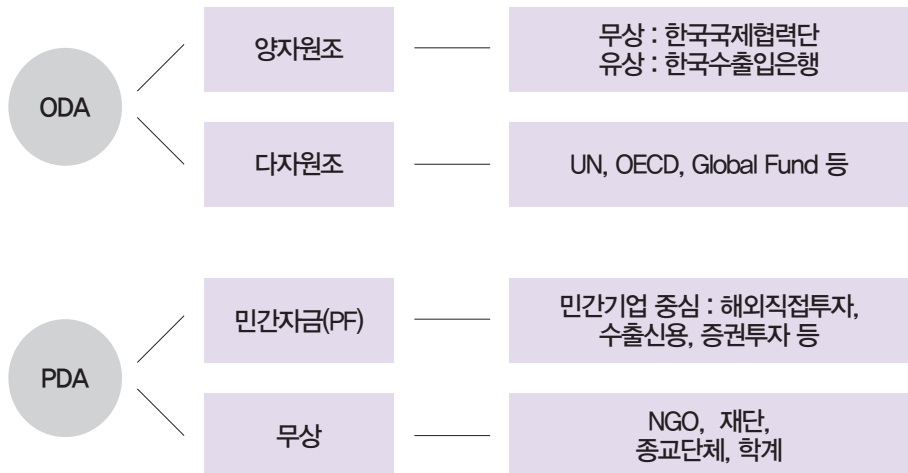 ODA
양자원조
무상 : 한국국제협력단
유상 : 한국수출입은행
다자원조
UN, OECD, Global Fund 등
PDA
민간자금(PF)
민간기업 중심 : 해외직접투자,
수출신용, 증권투자 등
무상
NGO, 재단,
종교단체, 학계